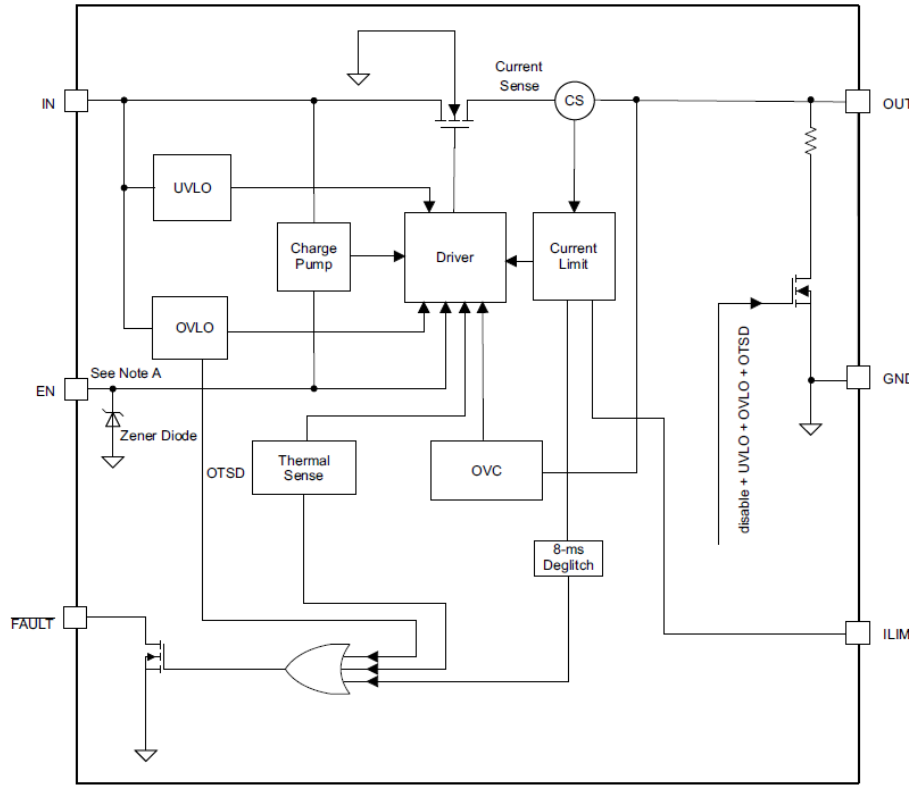 Current
Sense
IN
CS
OUT
UVLO
Charge
Pump
Driver
Current
Limit
OVLO
See Note A
EN
GND
Zener Diode
OTSD
Thermal
Sense
OVC
disable + UVLO + OVLO + OTSD
8-ms
Deglitch
FAULT
ILIM